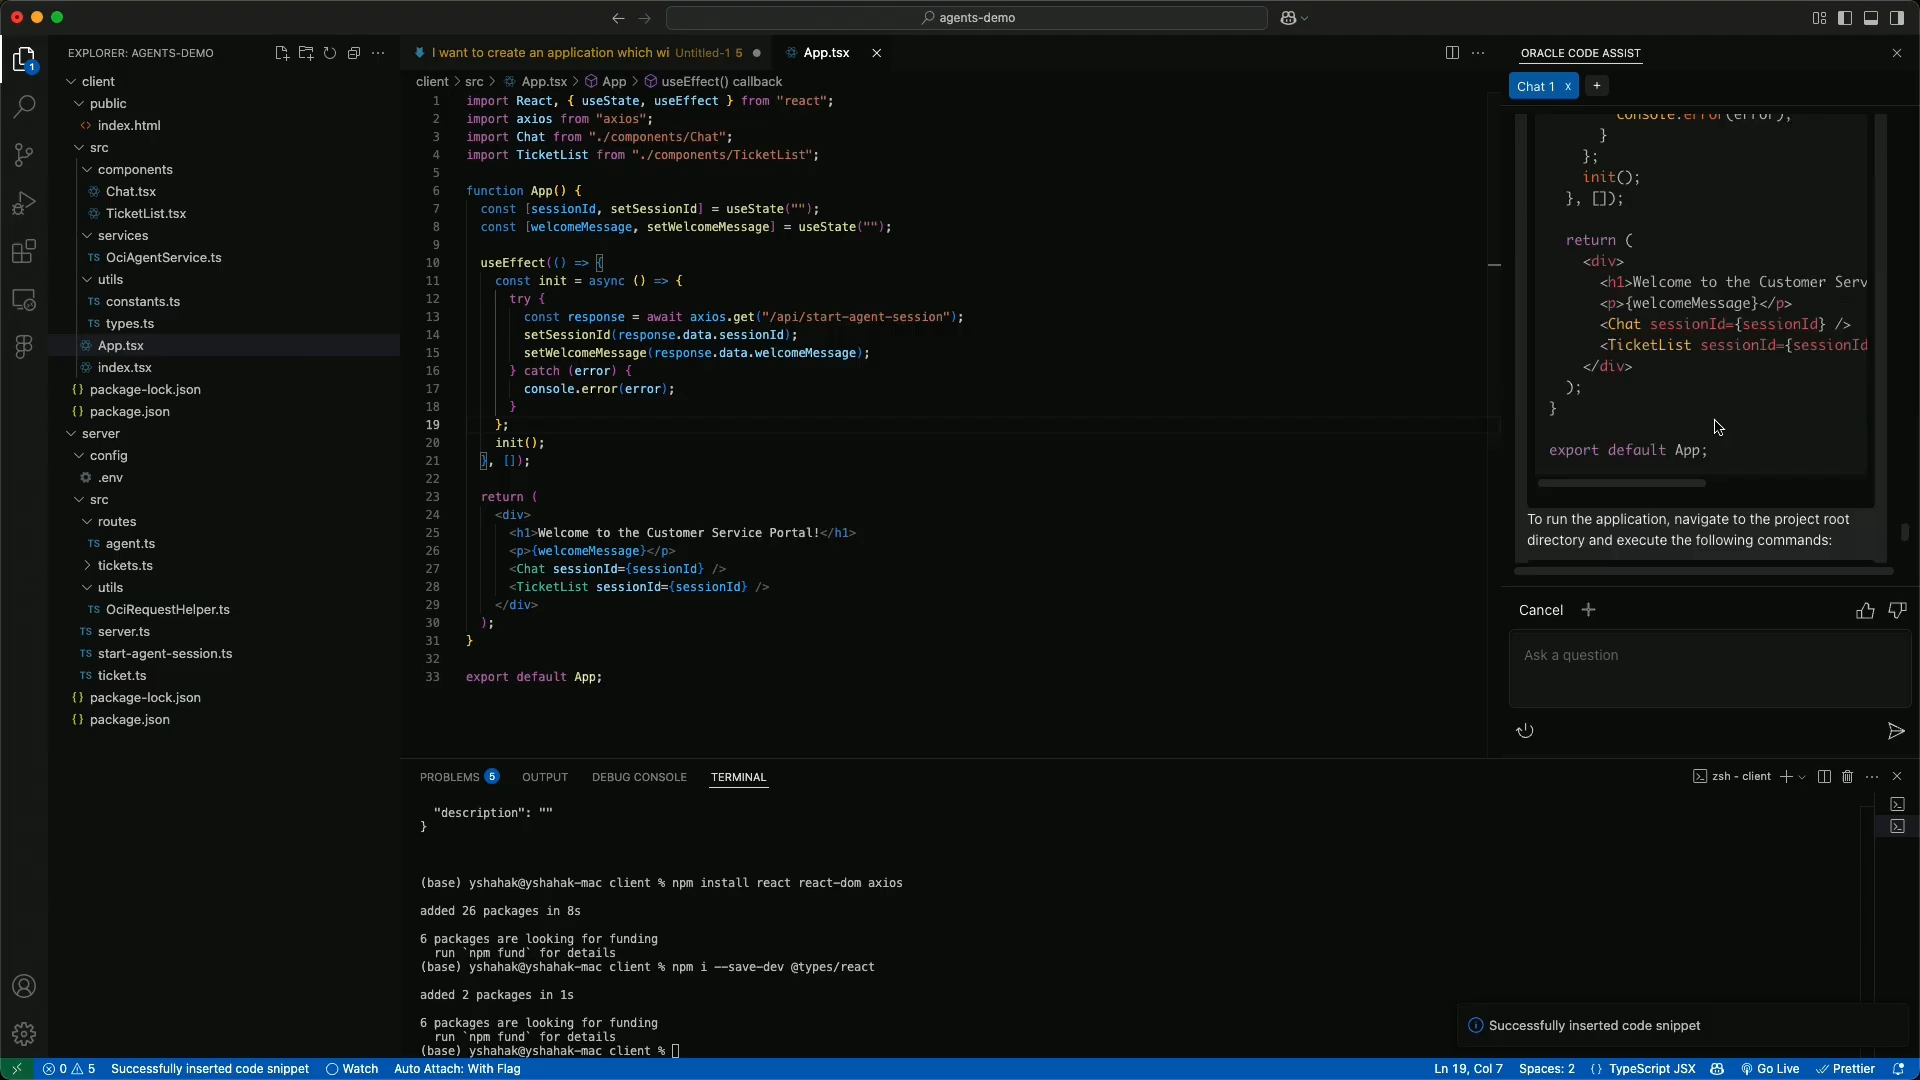 agents-demo
EXPLORER: AGENTS-DEMO
1
client
public
index.html
src
components
Chat.tsx
TicketList.tsx
services
TS OciAgentService.ts
utils
TS constants.ts
TS types.ts
App.tsx
index.tsx
{} package-lock.json
{} package.json
server
config
.env
src
routes
TS agent.ts
tickets.ts
utils
TS OciRequestHelper.ts
TS server.ts
TS start-agent-session.ts
TS ticket.ts
{} package-lock.json
{} package.json
I want to create an application which wi Untitled-1 5
App.tsx
client > src > App.tsx > App > useEffect() callback
1 import React, { useState, useEffect } from "react";
2 import axios from "axios";
3 import Chat from "./components/Chat";
4 import TicketList from "./components/TicketList";
5
6 function App() {
7 const [sessionId, setSessionId] = useState("");
8 const [welcomeMessage, setWelcomeMessage] = useState("");
9
10 useEffect(() => {
11 const init = async () => {
12 try {
13 const response = await axios.get("/api/start-agent-session");
14 setSessionId(response.data.sessionId);
15 setWelcomeMessage(response.data.welcomeMessage);
16 } catch (error) {
17 console.error(error);
18 }
19 };
20 init();
21 }, []);
22
23 return (
24 <div>
25 <h1>Welcome to the Customer Service Portal!</h1>
26 <p>{welcomeMessage}</p>
27 <Chat sessionId={sessionId} />
28 <TicketList sessionId={sessionId} />
29 </div>
30 );
31 }
32
33 export default App;
PROBLEMS 5 OUTPUT DEBUG CONSOLE TERMINAL
zsh - client
"description": ""
}
(base) yshahak@yshahak-mac client % npm install react react-dom axios
added 26 packages in 8s
6 packages are looking for funding
run `npm fund` for details
(base) yshahak@yshahak-mac client % npm i --save-dev @types/react
added 2 packages in 1s
6 packages are looking for funding
run `npm fund` for details
(base) yshahak@yshahak-mac client %
ORACLE CODE ASSIST
Chat 1 x +
console.error(error);
}
};
init();
}, []);
return (
<div>
<h1>Welcome to the Customer Serv
<p>{welcomeMessage}</p>
<Chat sessionId={sessionId} />
<TicketList sessionId={sessionId
</div>
);
}
export default App;
To run the application, navigate to the project root
directory and execute the following commands:
Cancel
Ask a question
Successfully inserted code snippet
0 5 Successfully inserted code snippet Watch Auto Attach: With Flag
Ln 19, Col 7 Spaces: 2 {} TypeScript JSX Go Live Prettier